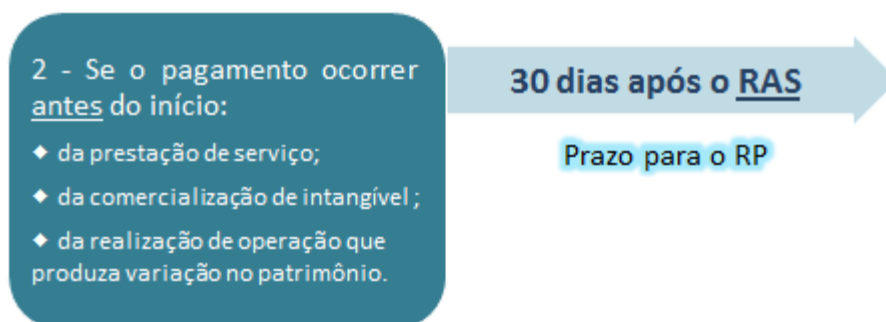 2 - Se o pagamento ocorrer
antes do início:
◆ da prestação de serviço;
◆ da comercialização de intangível ;
◆ da realização de operação que
produza variação no patrimônio.
30 dias após o RAS
Prazo para o RP